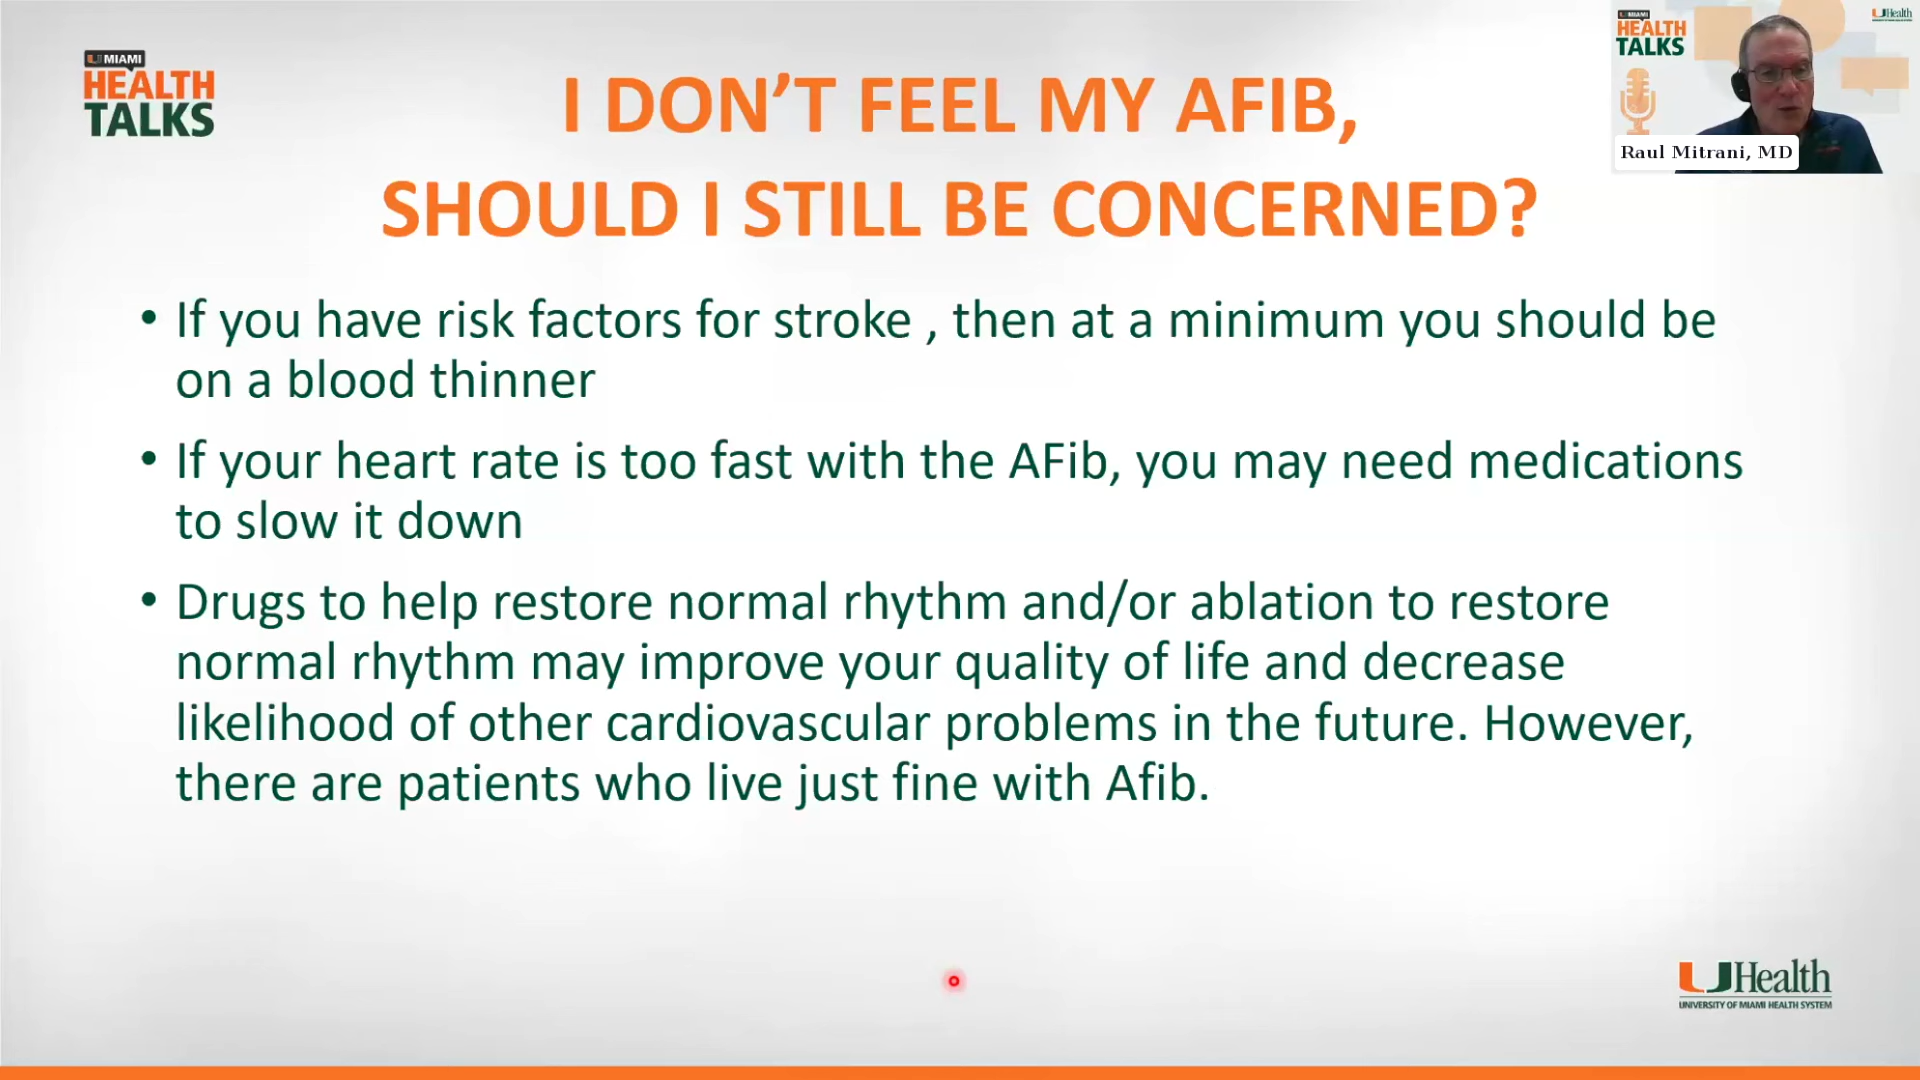 MIAMI
HEALTH
TALKS
I DON’T FEEL MY AFIB,
SHOULD I STILL BE CONCERNED?
• If you have risk factors for stroke , then at a minimum you should be
on a blood thinner
• If your heart rate is too fast with the AFib, you may need medications
to slow it down
• Drugs to help restore normal rhythm and/or ablation to restore
normal rhythm may improve your quality of life and decrease
likelihood of other cardiovascular problems in the future. However,
there are patients who live just fine with Afib.
MIAMI
HEALTH
TALKS
UHealth
Raul Mitrani, MD
UHealth
UNIVERSITY OF MIAMI HEALTH SYSTEM